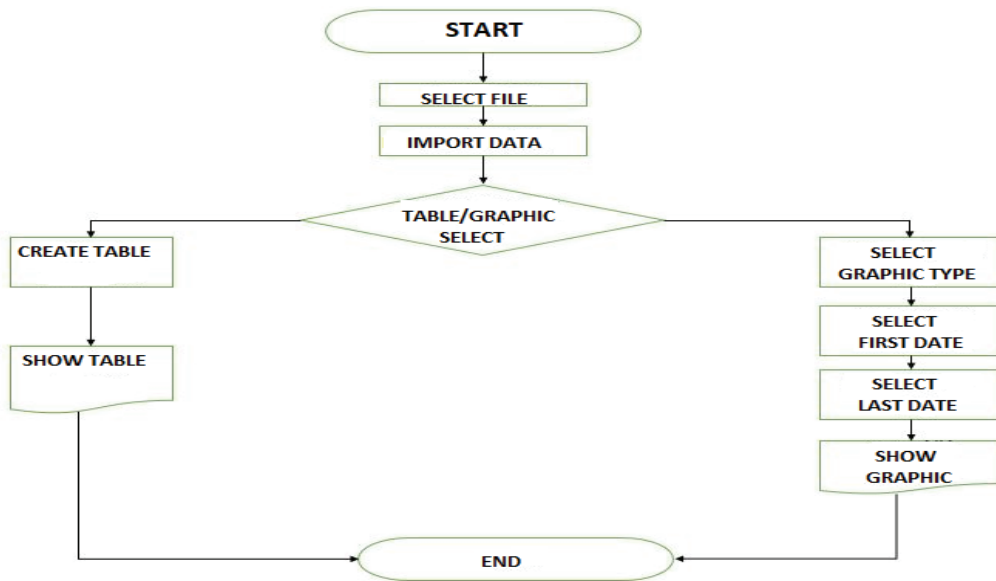 START
SELECT FILE
IMPORT DATA
TABLE/GRAPHIC
SELECT
CREATE TABLE
SHOW TABLE
SELECT
GRAPHIC TYPE
SELECT
FIRST DATE
SELECT
LAST DATE
SHOW
GRAPHIC
END